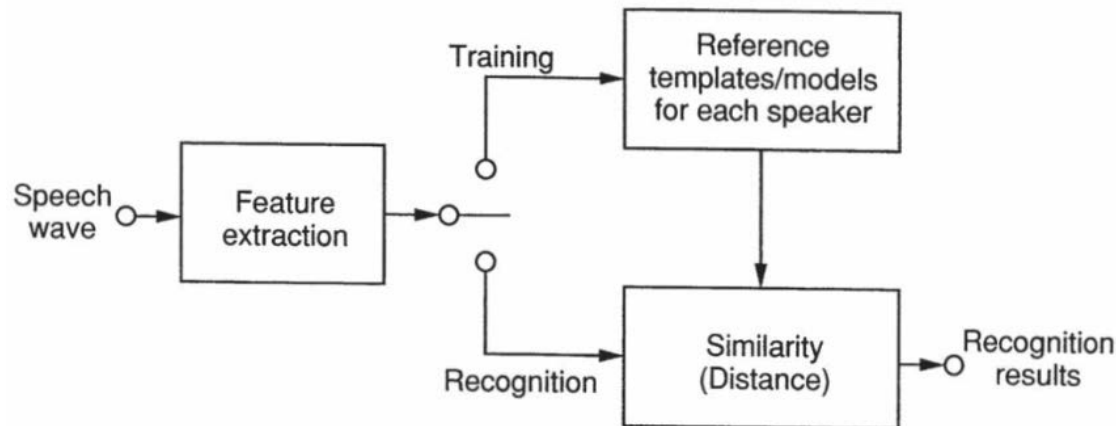 Training
Reference
templates/models
for each speaker
Speech
wave
Feature
extraction
Recognition
Similarity
(Distance)
Recognition
results